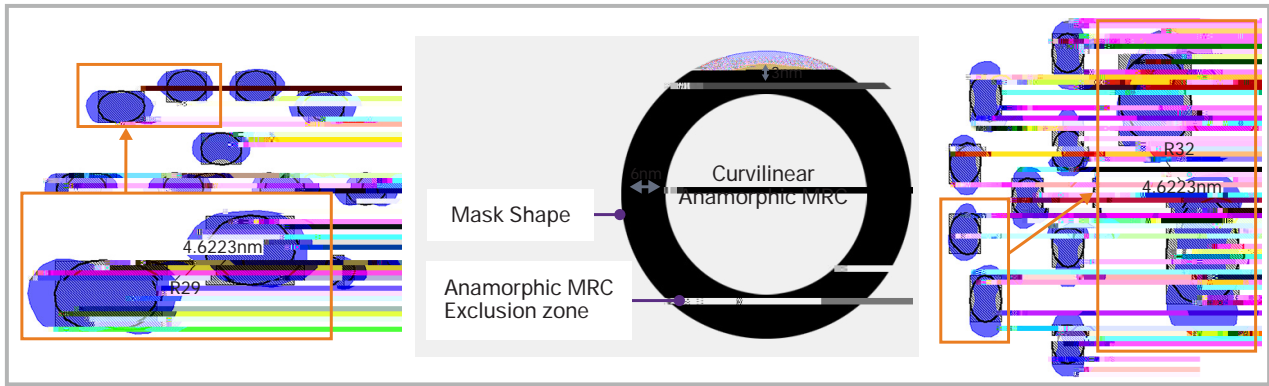 4.6223nm
R29
3nm
6nm
Curvilinear
Anamorphic MRC
Mask Shape
Anamorphic MRC
Exclusion zone
R32
4.6223nm